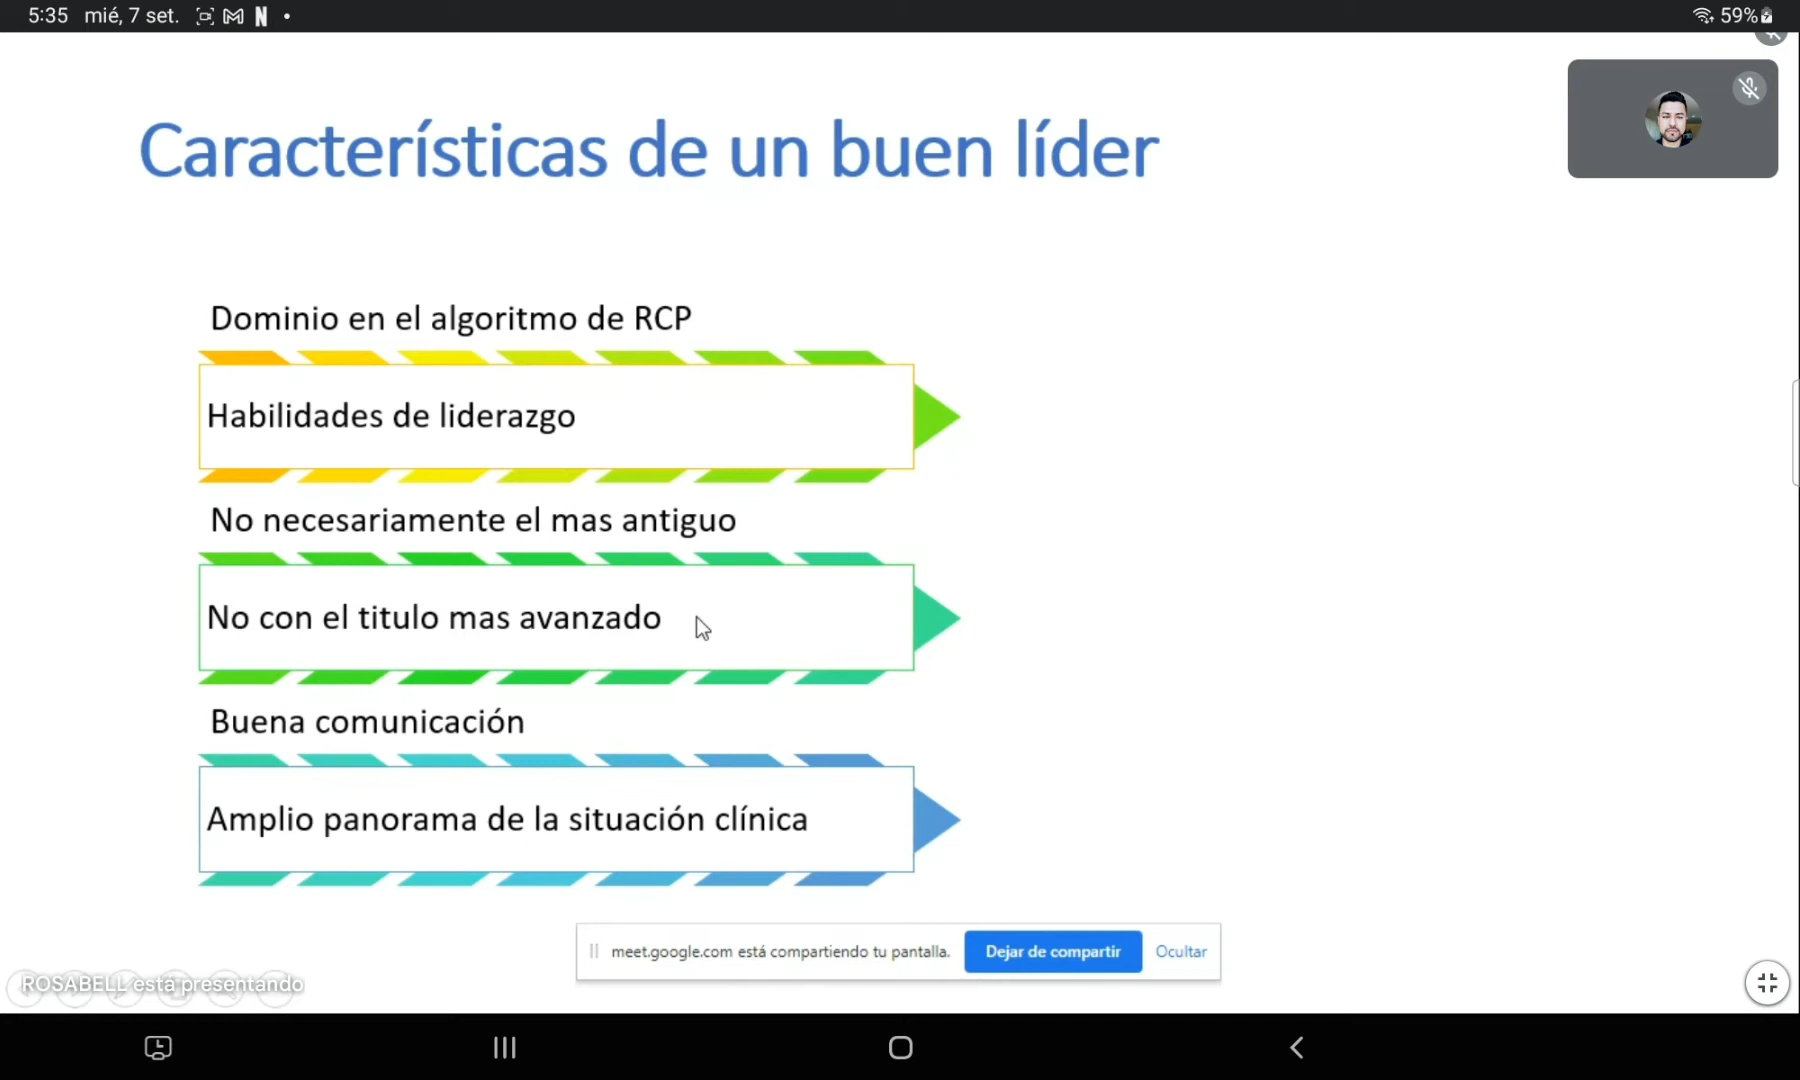 5:35 mié, 7 set.
59%
Características de un buen líder
Dominio en el algoritmo de RCP
Habilidades de liderazgo
No necesariamente el mas antiguo
No con el titulo mas avanzado
Buena comunicación
Amplio panorama de la situación clínica
meet.google.com está compartiendo tu pantalla. Dejar de compartir Ocultar
ROSABELL está presentando